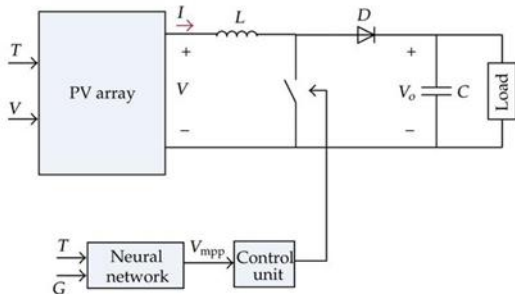 I
L
D
T
V
PV array
+
V
−
+
V_o
−
C
Load
T
G
Neural
network
V_mpp
Control
unit